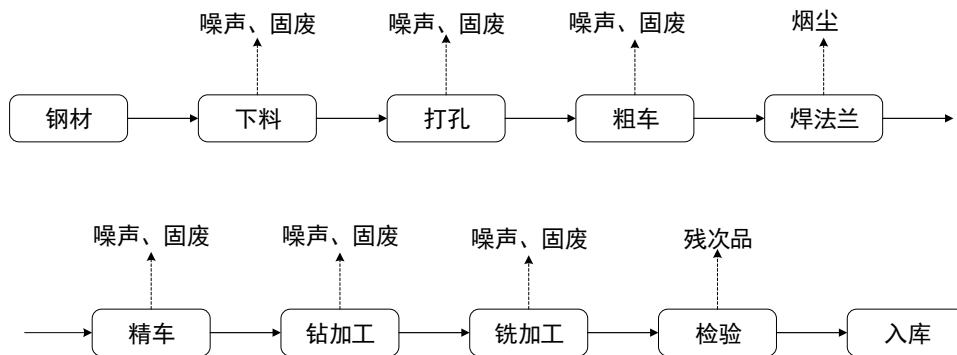 噪声、固废
噪声、固废
噪声、固废
烟尘
钢材
下料
打孔
粗车
焊法兰
噪声、固废
噪声、固废
噪声、固废
残次品
精车
钻加工
铣加工
检验
入库